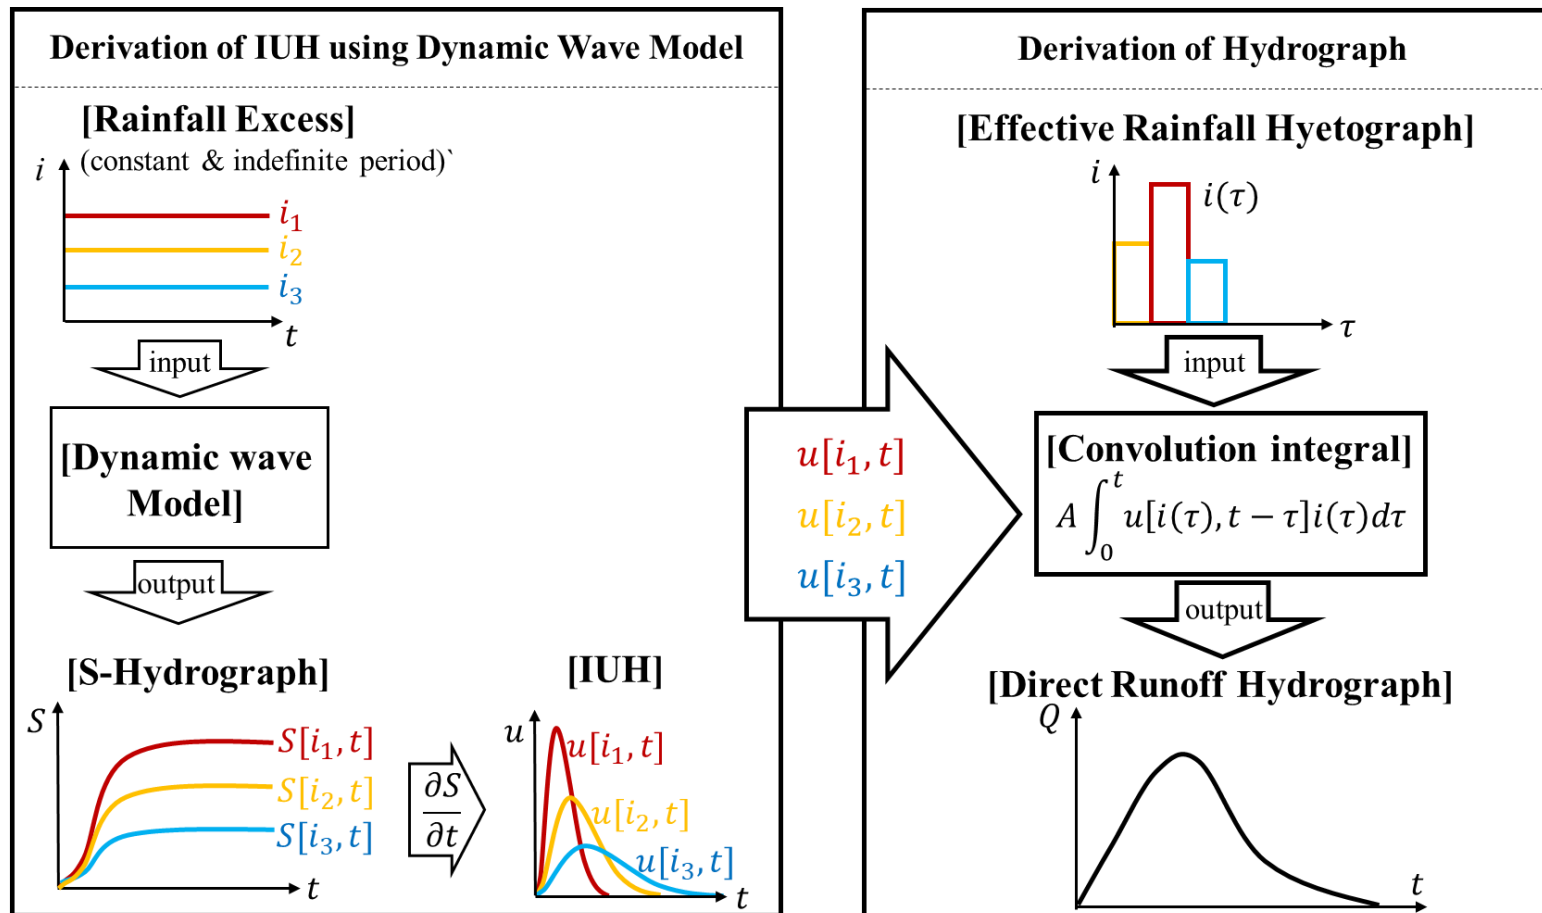 Derivation of IUH using Dynamic Wave Model
[Rainfall Excess]
(constant & indefinite period)`
i
i₁
i₂
i₃
t
input
[Dynamic wave
Model]
output
[S-Hydrograph]
S
S[i₁, t]
S[i₂, t]
S[i₃, t]
t
∂S
∂t
[IUH]
u
u[i₁, t]
u[i₂, t]
u[i₃, t]
t
u[i₁, t]
u[i₂, t]
u[i₃, t]
Derivation of Hydrograph
[Effective Rainfall Hyetograph]
i
i(τ)
τ
input
[Convolution integral]
A ∫₀ᵗ u[i(τ), t − τ]i(τ)dτ
output
[Direct Runoff Hydrograph]
Q
t